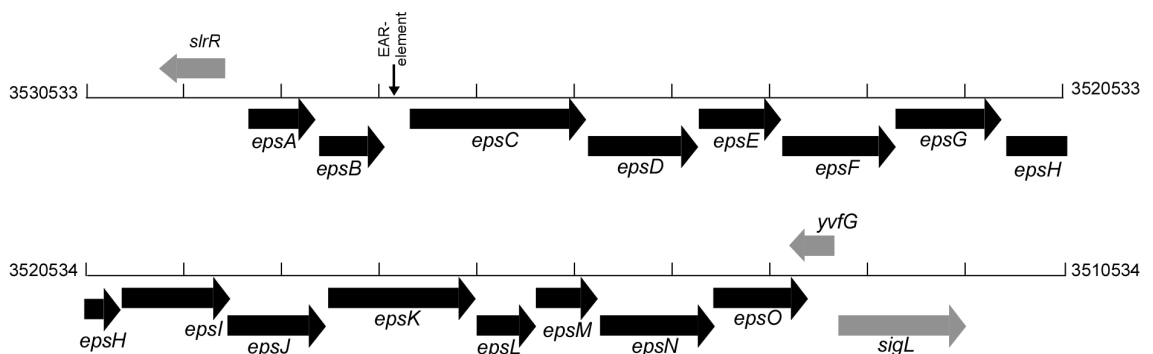 slrR
EAR-
element
3530533
3520533
epsA
epsB
epsC
epsD
epsE
epsF
epsG
epsH
yvfG
3520534
3510534
epsH
epsI
epsJ
epsK
epsL
epsM
epsN
epsO
sigL